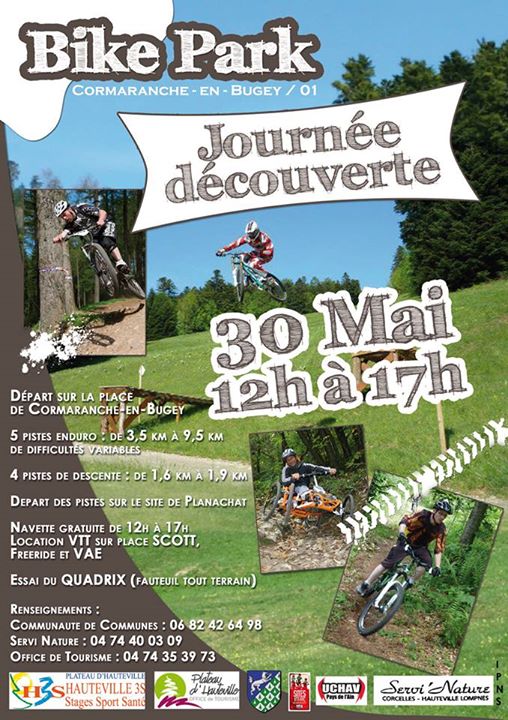 Bike Park
CORMARANCHE - EN - BUGEY / 01
Journée
découverte
30 Mai
12h à 17h
DÉPART SUR LA PLACE
DE CORMARANCHE-EN-BUGEY
5 PISTES ENDURO : DE 3,5 KM À 9,5 KM
DE DIFFICULTÉS VARIABLES
4 PISTES DE DESCENTE : DE 1,6 KM À 1,9 KM
DEPART DES PISTES SUR LE SITE DE PLANACHAT
NAVETTE GRATUITE DE 12H À 17H
LOCATION VTT SUR PLACE SCOTT,
FREERIDE ET VAE
ESSAI DU QUADRIX (FAUTEUIL TOUT TERRAIN)
RENSEIGNEMENTS :
COMMUNAUTE DE COMMUNES : 06 82 42 64 98
SERVI NATURE : 04 74 40 03 09
OFFICE DE TOURISME : 04 74 35 39 73
H3S
PLATEAU D'HAUTEVILLE
HAUTEVILLE 3S
Stages Sport Santé
Plateau
d'Hauteville
OFFICE DE TOURISME
UCHAV
Pays de l'Ain
Servi'Nature
CORCELLES - HAUTEVILLE LOMPNES
IPNS